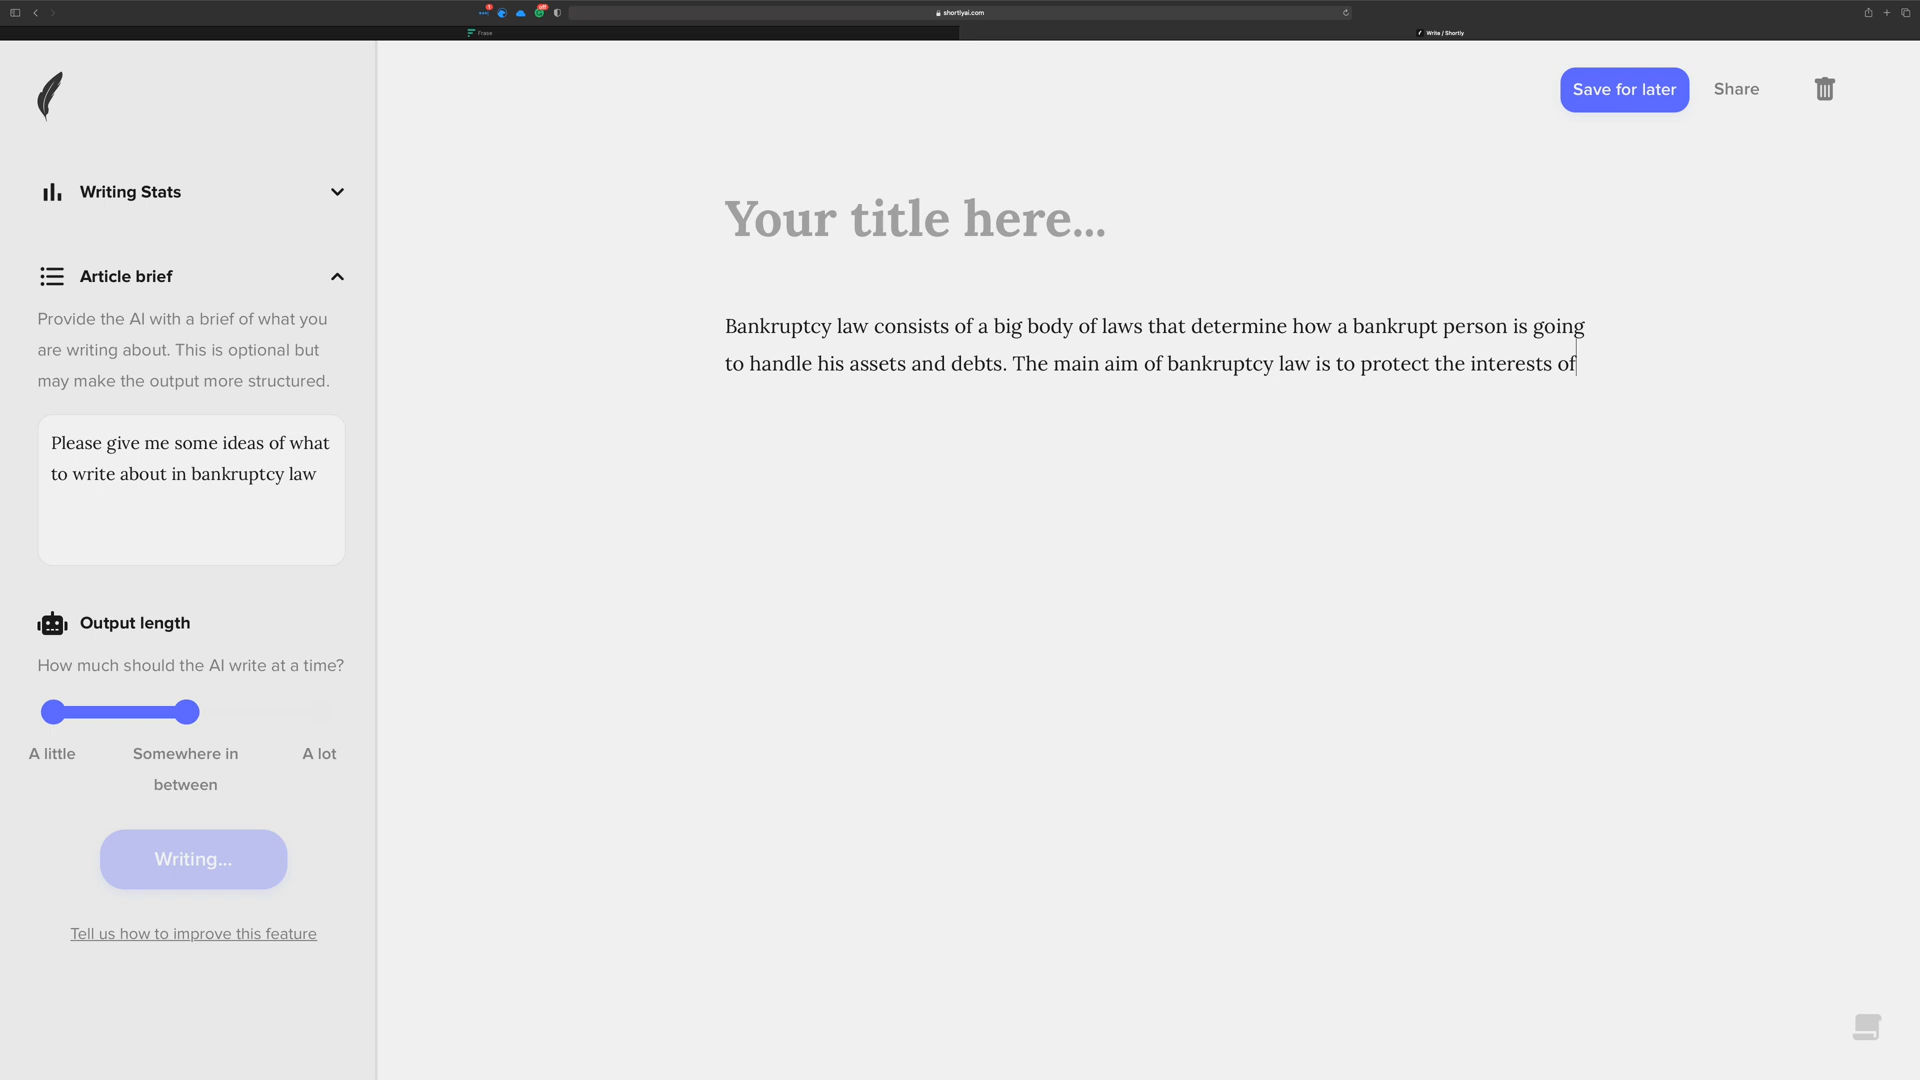 shortlyai.com
Frase
Write / Shortly
Save for later
Share
Writing Stats
Your title here...
Article brief
Provide the AI with a brief of what you
are writing about. This is optional but
may make the output more structured.
Bankruptcy law consists of a big body of laws that determine how a bankrupt person is going
to handle his assets and debts. The main aim of bankruptcy law is to protect the interests of
Please give me some ideas of what
to write about in bankruptcy law
Output length
How much should the AI write at a time?
A little
Somewhere in
between
A lot
Writing...
Tell us how to improve this feature